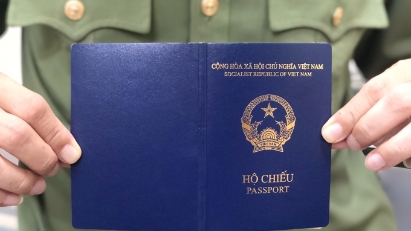 CỘNG HÒA XÃ HỘI CHỦ NGHĨA VIỆT NAM
SOCIALIST REPUBLIC OF VIET NAM
HỘ CHIẾU
PASSPORT